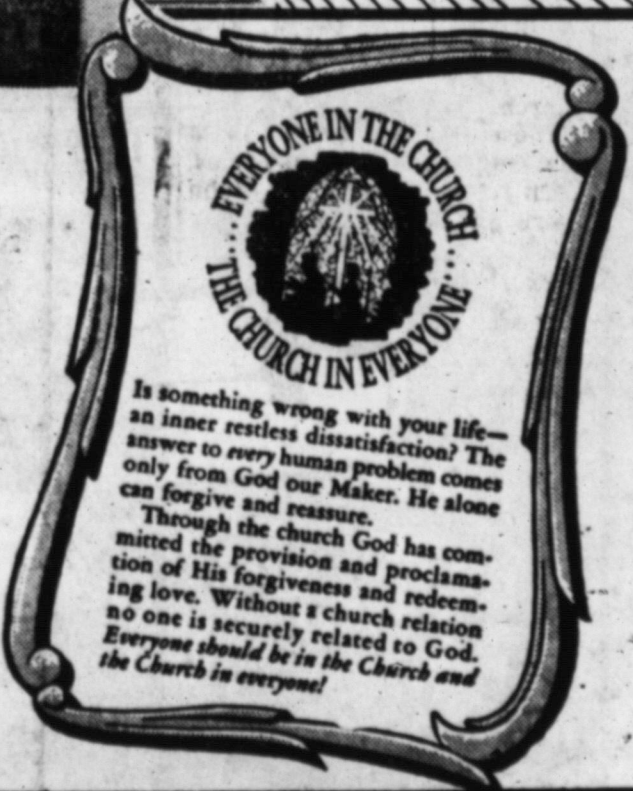 EVERYONE IN THE CHURCH...
THE CHURCH IN EVERYONE...
Is something wrong with your life—
an inner restless dissatisfaction? The
answer to every human problem comes
only from God our Maker. He alone
can forgive and reassure.
Through the church God has com-
mitted the provision and proclama-
tion of His forgiveness and redeem-
ing love. Without a church relation
no one is securely related to God.
Everyone should be in the Church and
the Church in everyone!